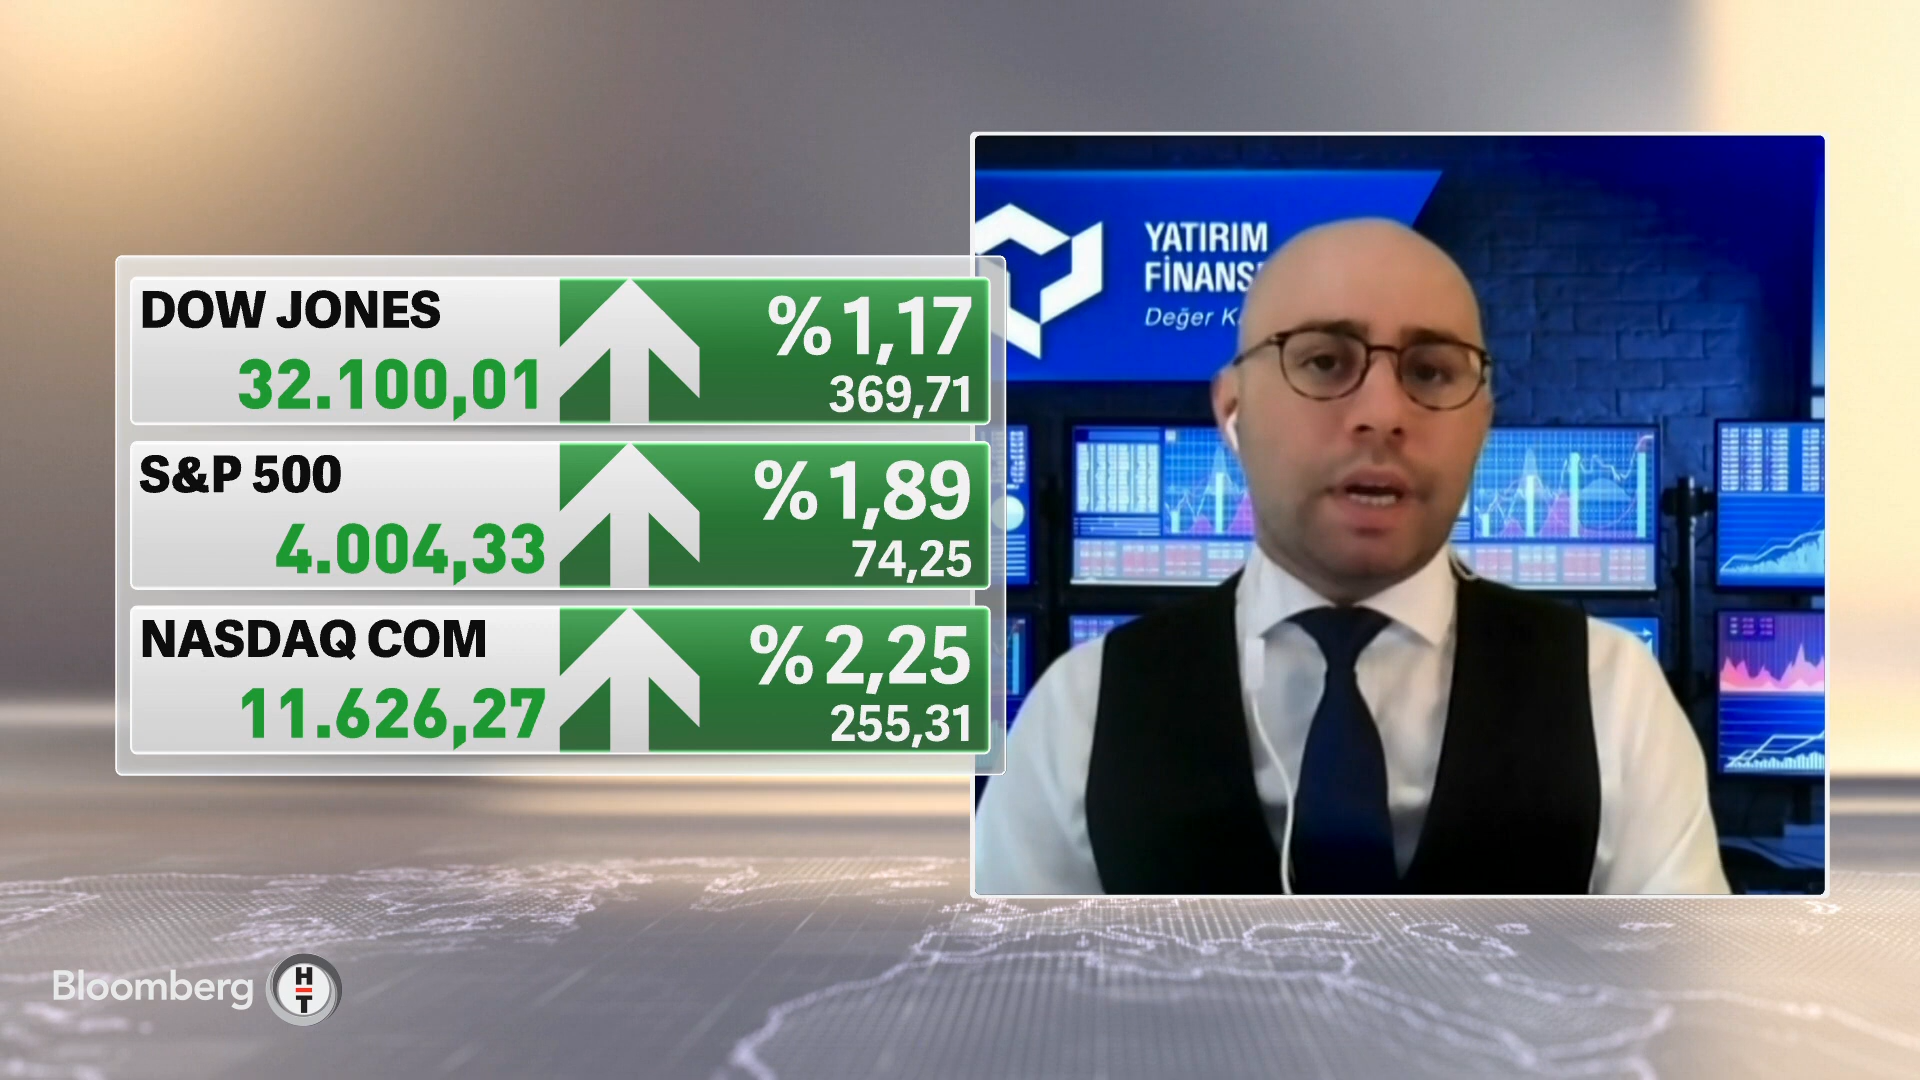 DOW JONES
32.100,01
%1,17
369,71
S&P 500
4.004,33
%1,89
74,25
NASDAQ COM
11.626,27
%2,25
255,31
YATIRIM
FİNANS
Değer
Bloomberg
HT